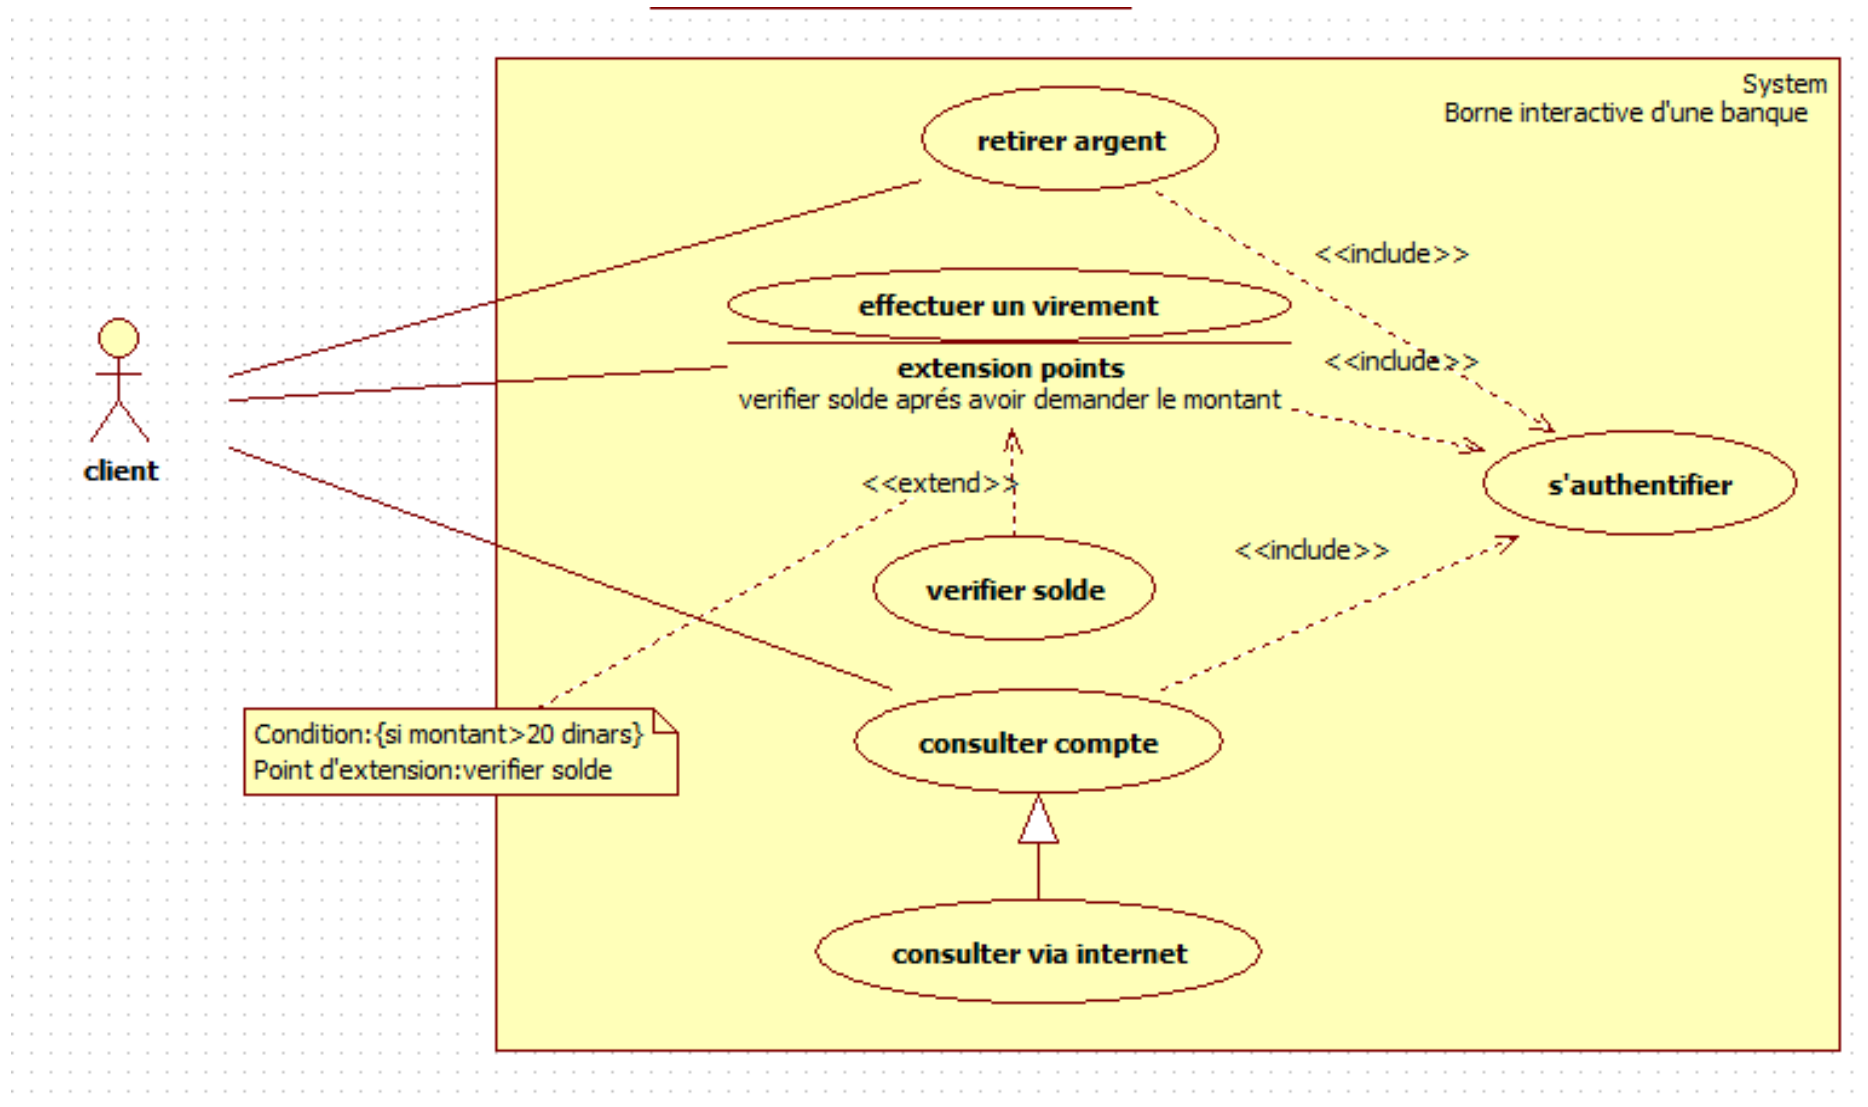 System
Borne interactive d'une banque
retirer argent
<<include>>
effectuer un virement
extension points
verifier solde aprés avoir demander le montant
<<include>>
client
<<extend>>
s'authentifier
<<include>>
verifier solde
Condition:{si montant>20 dinars}
Point d'extension:verifier solde
consulter compte
consulter via internet